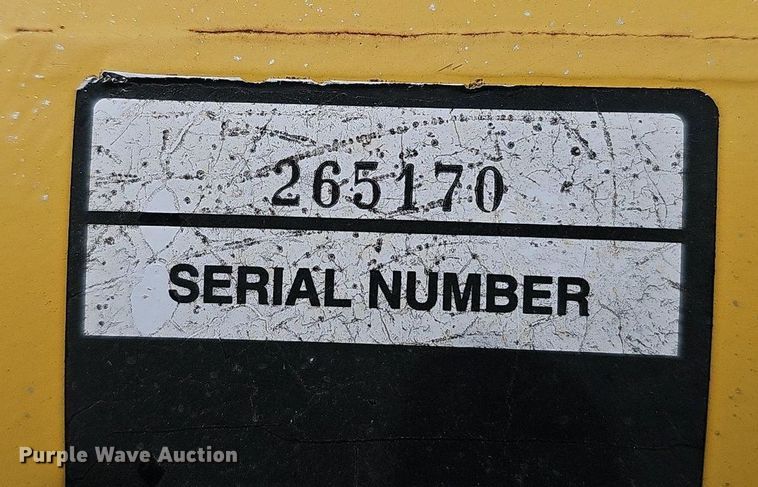 265170
SERIAL NUMBER
Purple Wave Auction